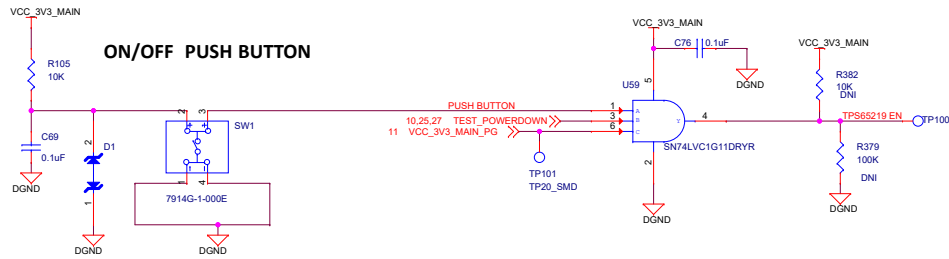 VCC_3V3_MAIN
ON/OFF PUSH BUTTON
R105
10K
C69
0.1uF
DGND
2
D1
1
DGND
2
3
SW1
1
4
7914G-1-000E
DGND
PUSH BUTTON
10,25,27 TEST_POWERDOWN
11 VCC_3V3_MAIN_PG
TP101
TP20_SMD
VCC_3V3_MAIN
C76 0.1uF
DGND
U59
5
1
3
6
A
B
C
Y
4
SN74LVC1G11DRYR
2
DGND
VCC_3V3_MAIN
R382
10K
DNI
TPS65219 EN
TP100
R379
100K
DNI
DGND